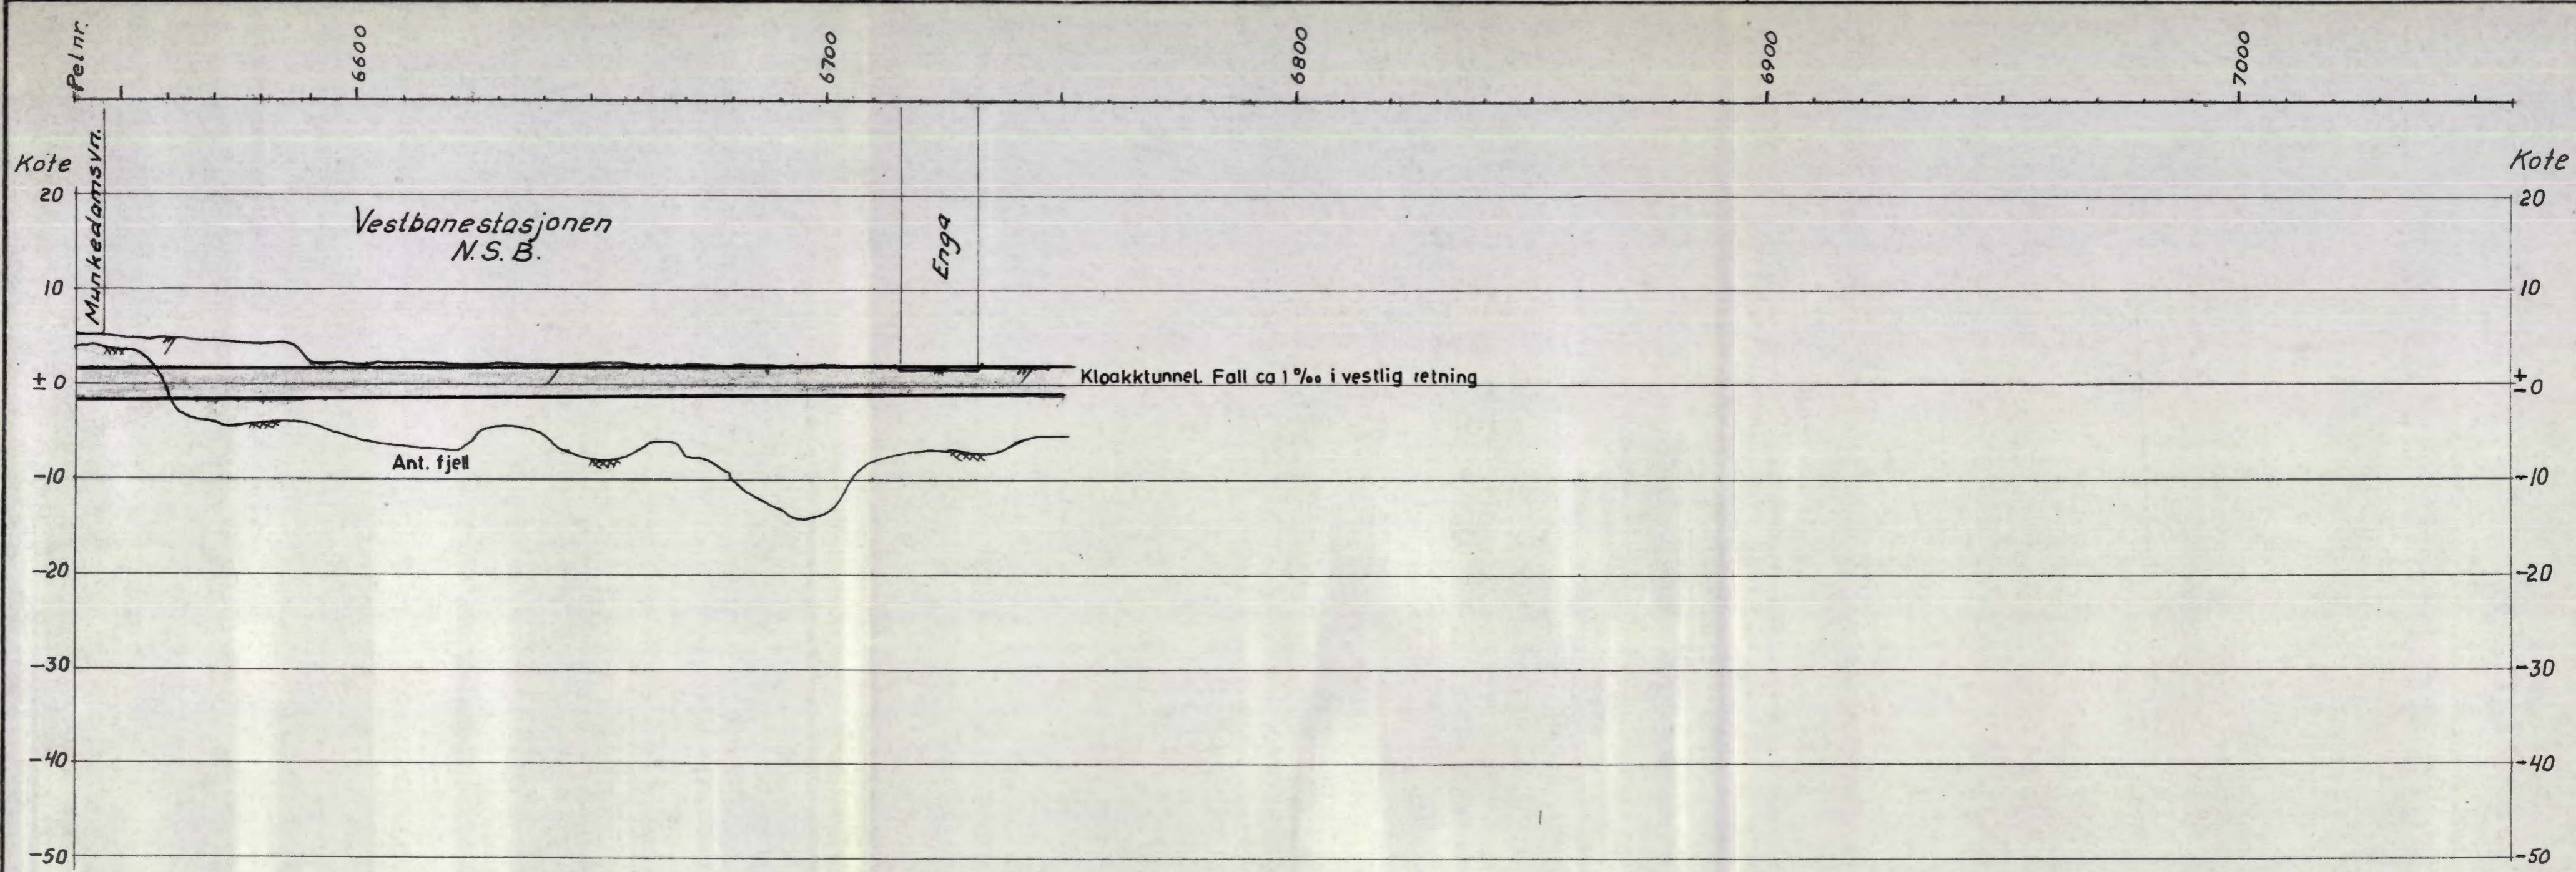 Pel nr.
6600
6700
6800
6900
7000
Kote
Kote
Munkedamsvn.
20
20
Vestbanestasjonen
N.S.B.
Enga
10
10
± 0
Kloakktunnel. Fall ca 1 ‰ i vestlig retning
± 0
Ant. fjell
-10
-10
-20
-20
-30
-30
-40
-40
-50
-50